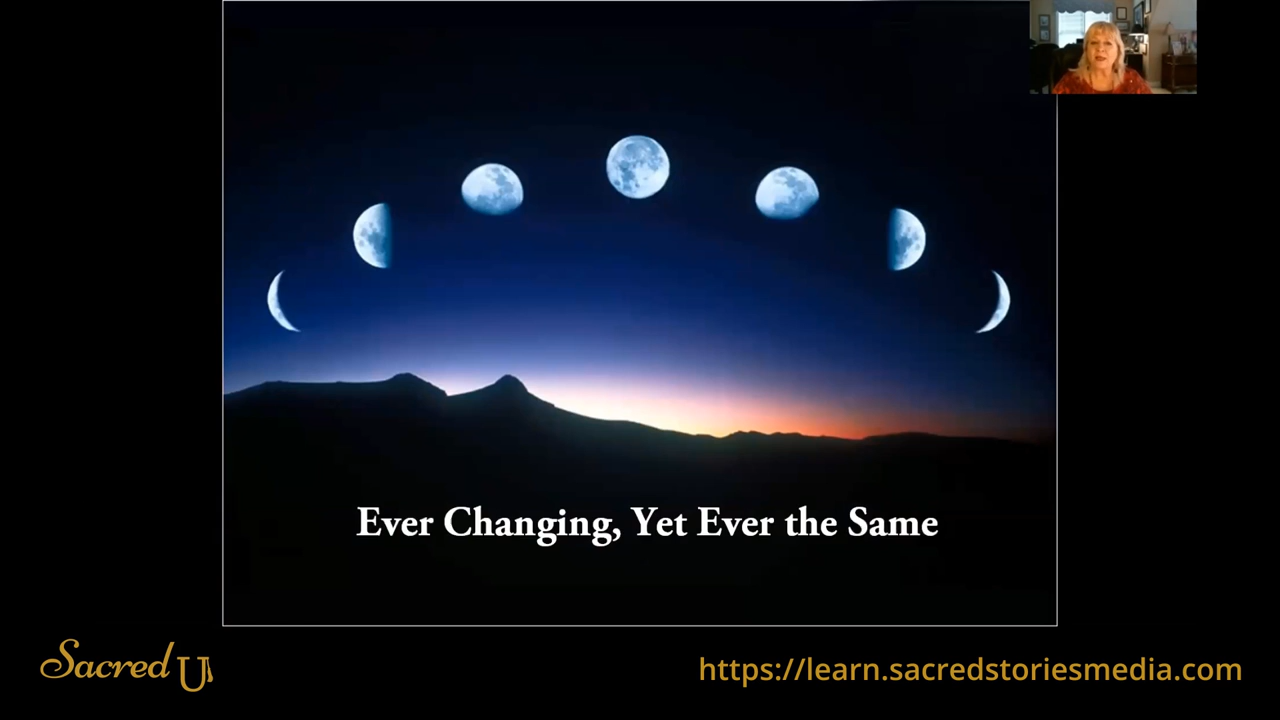 Ever Changing, Yet Ever the Same
Sacred U
https://learn.sacredstoriesmedia.com